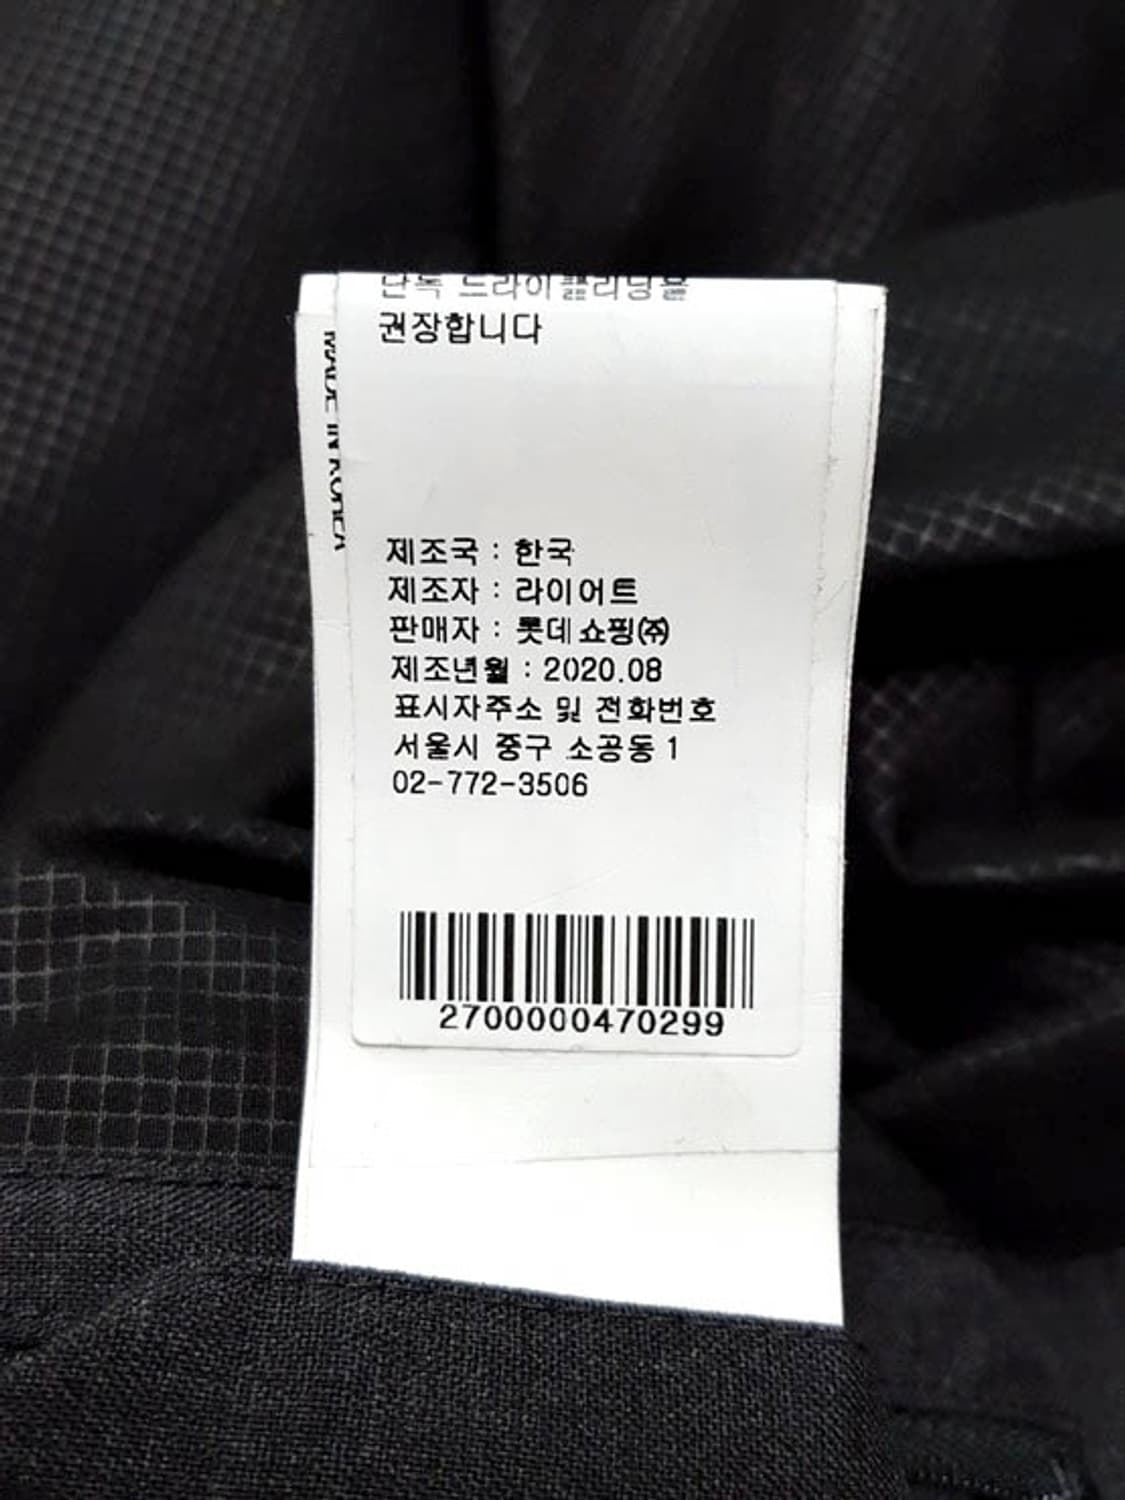 단독 드라이클리닝을
권장합니다
MADE IN KOREA
제조국 : 한국
제조자 : 라이어트
판매자 : 롯데쇼핑㈜
제조년월 : 2020.08
표시자주소 및 전화번호
서울시 중구 소공동 1
02-772-3506
2700000470299